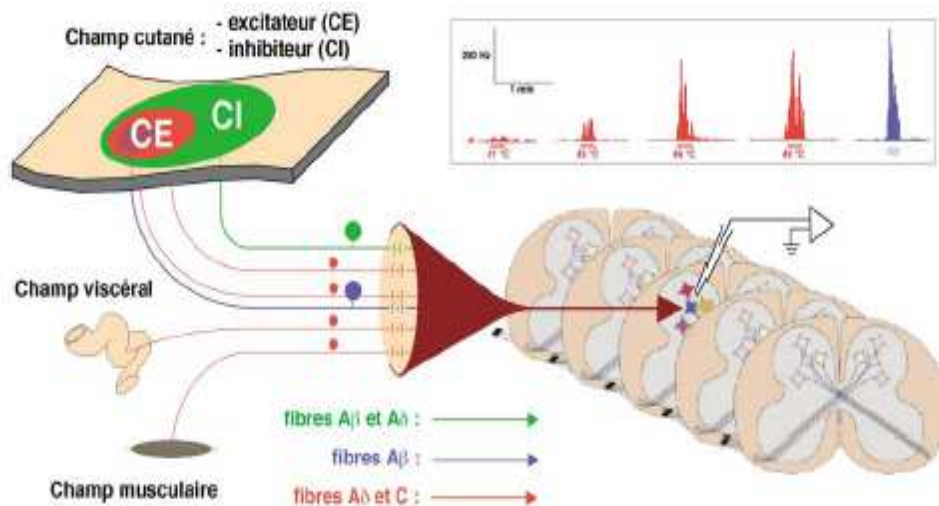 Champ cutané :
- excitateur (CE)
- inhibiteur (CI)
CE
CI
200 Hz
1 min
Champ viscéral
Champ musculaire
fibres Aβ et Aδ :
fibres Aβ :
fibres Aδ et C :